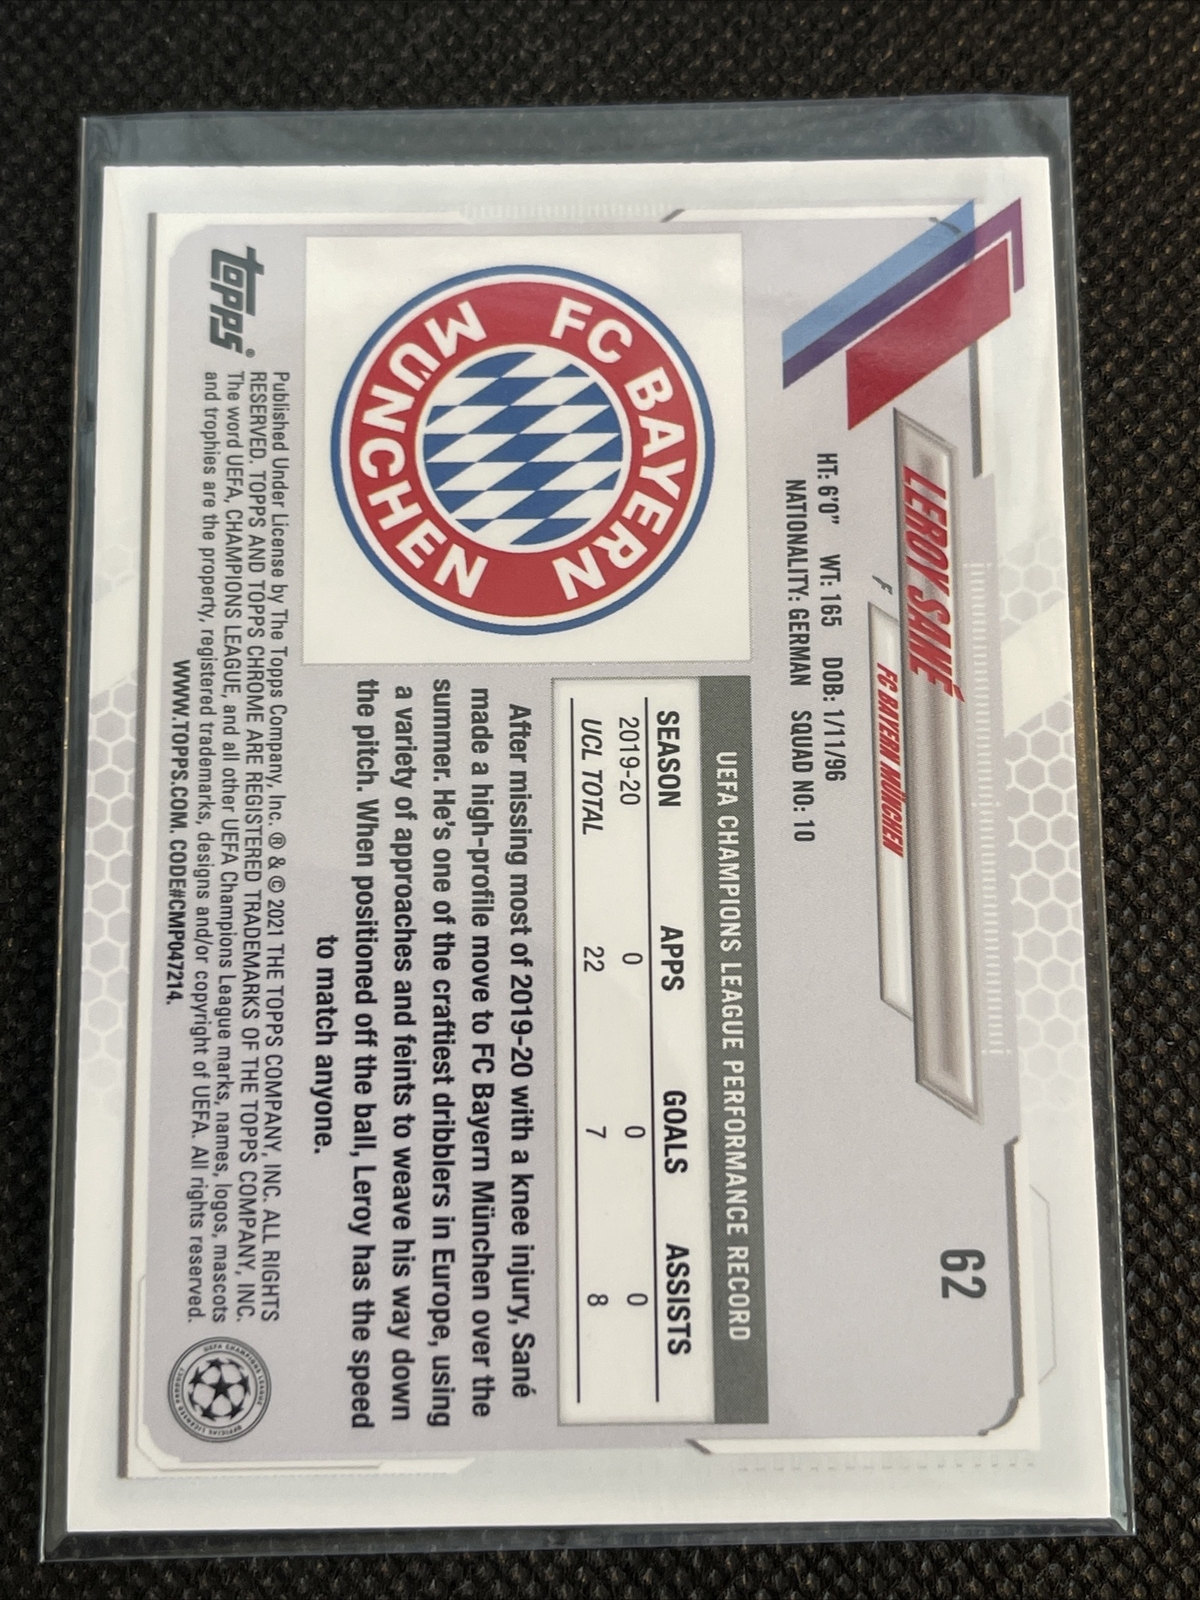 62
LEROY SANÉ
F FC BAYERN MÜNCHEN
HT: 6'0" WT: 165 DOB: 1/11/96
NATIONALITY: GERMAN SQUAD NO: 10
FC BAYERN
MÜNCHEN
UEFA CHAMPIONS LEAGUE PERFORMANCE RECORD
SEASON APPS GOALS ASSISTS
2019-20 0 0 0
UCL TOTAL 22 7 8
After missing most of 2019-20 with a knee injury, Sané
made a high-profile move to FC Bayern München over the
summer. He's one of the craftiest dribblers in Europe, using
a variety of approaches and feints to weave his way down
the pitch. When positioned off the ball, Leroy has the speed
to match anyone.
TOPPS®
Published Under License by The Topps Company, Inc. ® & © 2021 THE TOPPS COMPANY, INC. ALL RIGHTS
RESERVED. TOPPS AND TOPPS CHROME ARE REGISTERED TRADEMARKS OF THE TOPPS COMPANY, INC.
The word UEFA, CHAMPIONS LEAGUE, and all other UEFA Champions League marks, names, logos, mascots
and trophies are the property, registered trademarks, designs and/or copyright of UEFA. All rights reserved.
WWW.TOPPS.COM. CODE#CMP047214.
UEFA CHAMPIONS LEAGUE
OFFICIAL LICENSED PRODUCT